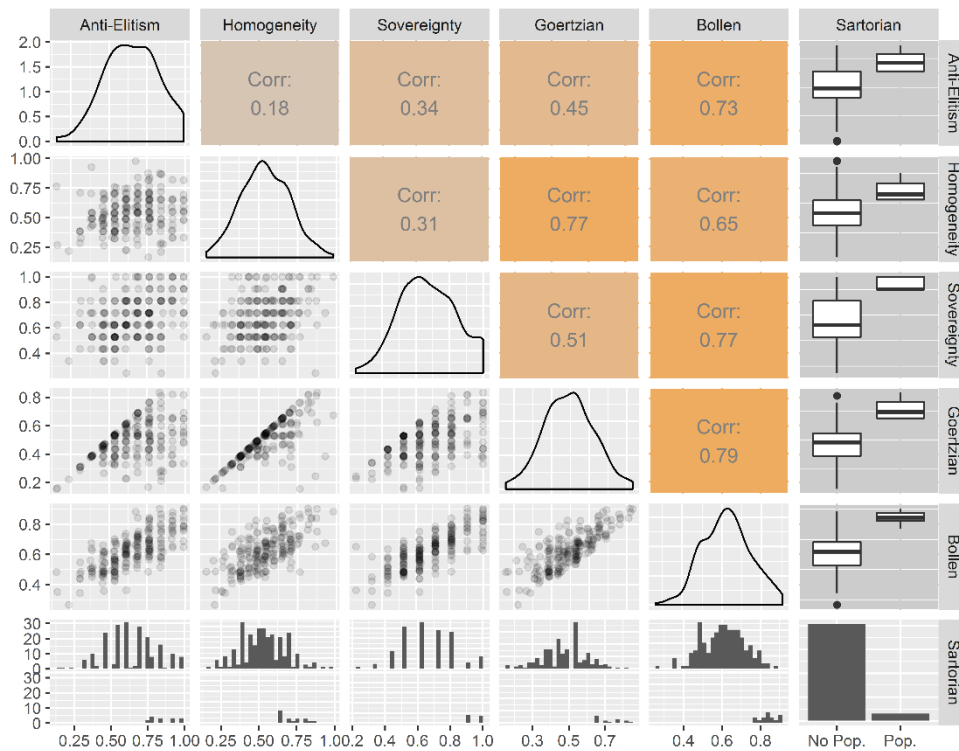 Anti-Elitism Homogeneity Sovereignty Goertzian Bollen Sartorian
2.0
1.5
1.0
0.5
0.0
Corr:
0.18
Corr:
0.34
Corr:
0.45
Corr:
0.73
Anti-Elitism
1.00
0.75
0.50
0.25
Corr:
0.31
Corr:
0.77
Corr:
0.65
Homogeneity
1.0
0.8
0.6
0.4
Corr:
0.51
Corr:
0.77
Sovereignty
0.8
0.6
0.4
0.2
Corr:
0.79
Goertzian
0.8
0.6
0.4
Bollen
30
20
10
0
30
20
10
0
Sartorian
0.25 0.50 0.75 1.00 0.25 0.50 0.75 1.00 0.4 0.6 0.8 1.0 0.3 0.5 0.7 0.4 0.6 0.8 No Pop. Pop.